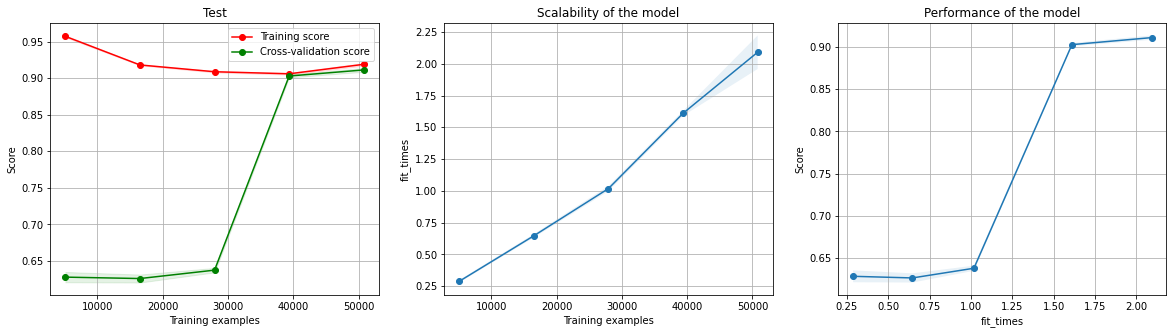 Test
Training score
Cross-validation score
0.95
0.90
0.85
0.80
0.75
0.70
0.65
Score
10000 20000 30000 40000 50000
Training examples
Scalability of the model
2.25
2.00
1.75
1.50
1.25
1.00
0.75
0.50
0.25
fit_times
10000 20000 30000 40000 50000
Training examples
Performance of the model
0.90
0.85
0.80
0.75
0.70
0.65
Score
0.25 0.50 0.75 1.00 1.25 1.50 1.75 2.00
fit_times